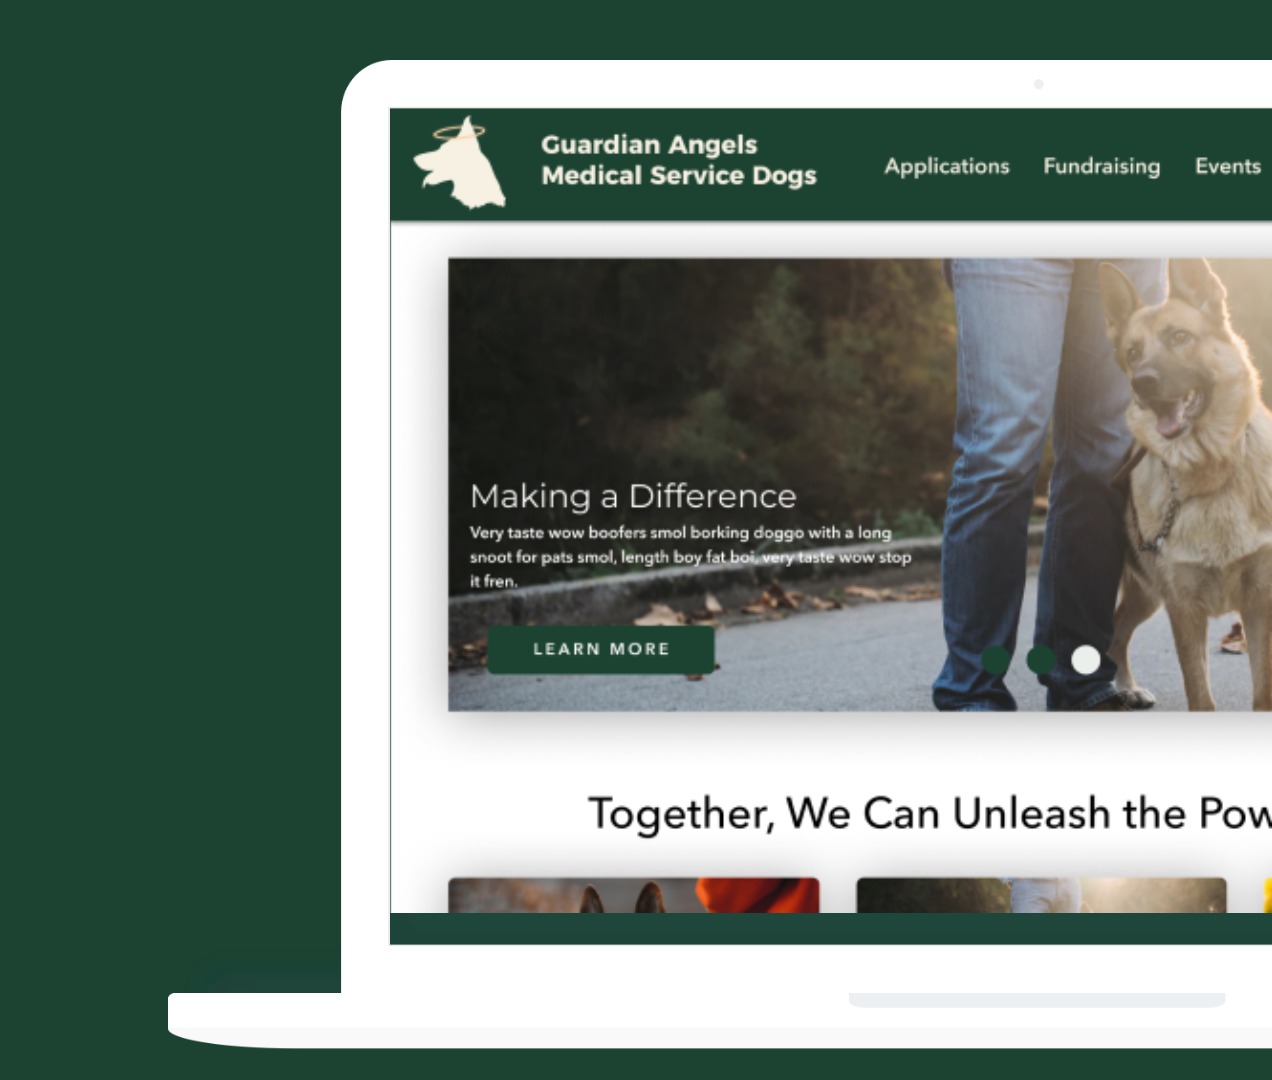 Guardian Angels
Medical Service Dogs
Applications Fundraising Events
Making a Difference
Very taste wow boofers smol borking doggo with a long
snoot for pats smol, length boy fat boi, very taste wow stop
it fren.
LEARN MORE
Together, We Can Unleash the Pow